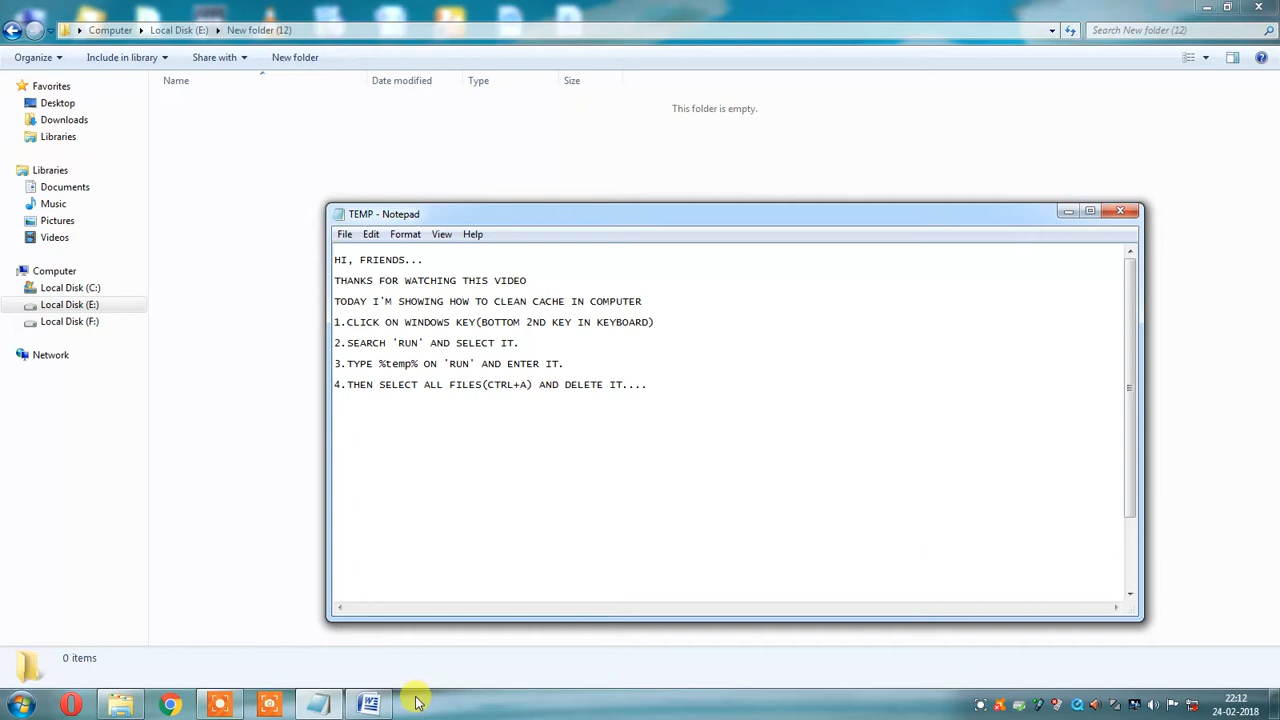 Computer Local Disk (E:) New folder (12)
Search New folder (12)
Organize Include in library Share with New folder
Name Date modified Type Size
This folder is empty.
Favorites
Desktop
Downloads
Libraries
Libraries
Documents
Music
Pictures
Videos
Computer
Local Disk (C:)
Local Disk (E:)
Local Disk (F:)
Network
TEMP - Notepad
File Edit Format View Help
HI, FRIENDS...
THANKS FOR WATCHING THIS VIDEO
TODAY I'M SHOWING HOW TO CLEAN CACHE IN COMPUTER
1.CLICK ON WINDOWS KEY(BOTTOM 2ND KEY IN KEYBOARD)
2.SEARCH 'RUN' AND SELECT IT.
3.TYPE %temp% ON 'RUN' AND ENTER IT.
4.THEN SELECT ALL FILES(CTRL+A) AND DELETE IT....
0 items
22:12
24-02-2018